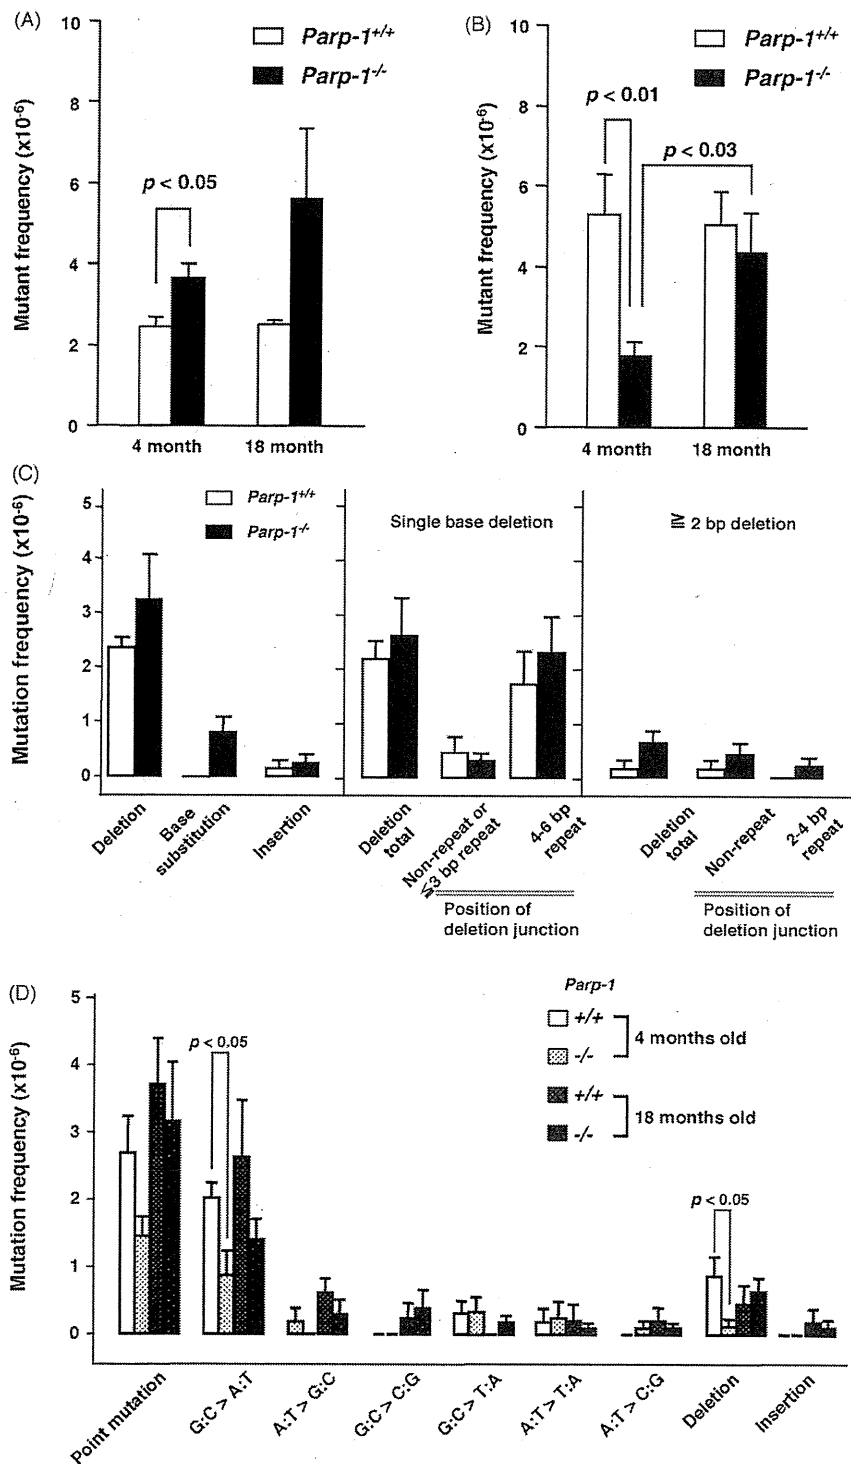 (A)
Mutant frequency (x10⁻⁶)
10
8
6
4
2
0
Parp-1⁺/⁺
Parp-1⁻/⁻
p < 0.05
4 month
18 month
(B)
Mutant frequency (x10⁻⁶)
10
8
6
4
2
0
Parp-1⁺/⁺
Parp-1⁻/⁻
p < 0.01
p < 0.03
4 month
18 month
(C)
Mutation frequency (x10⁻⁶)
5
4
3
2
1
0
Parp-1⁺/⁺
Parp-1⁻/⁻
Single base deletion
≧ 2 bp deletion
Deletion
Base
substitution
Insertion
Deletion
total
Non-repeat or
≦3 bp repeat
4-6 bp
repeat
Position of
deletion junction
Deletion
total
Non-repeat
2-4 bp
repeat
Position of
deletion junction
(D)
Mutation frequency (x10⁻⁶)
5
4
3
2
1
0
Parp-1
+/+
-/-
4 months old
+/+
-/-
18 months old
p < 0.05
p < 0.05
Point mutation
G:C > A:T
A:T > G:C
G:C > C:G
G:C > T:A
A:T > T:A
A:T > C:G
Deletion
Insertion